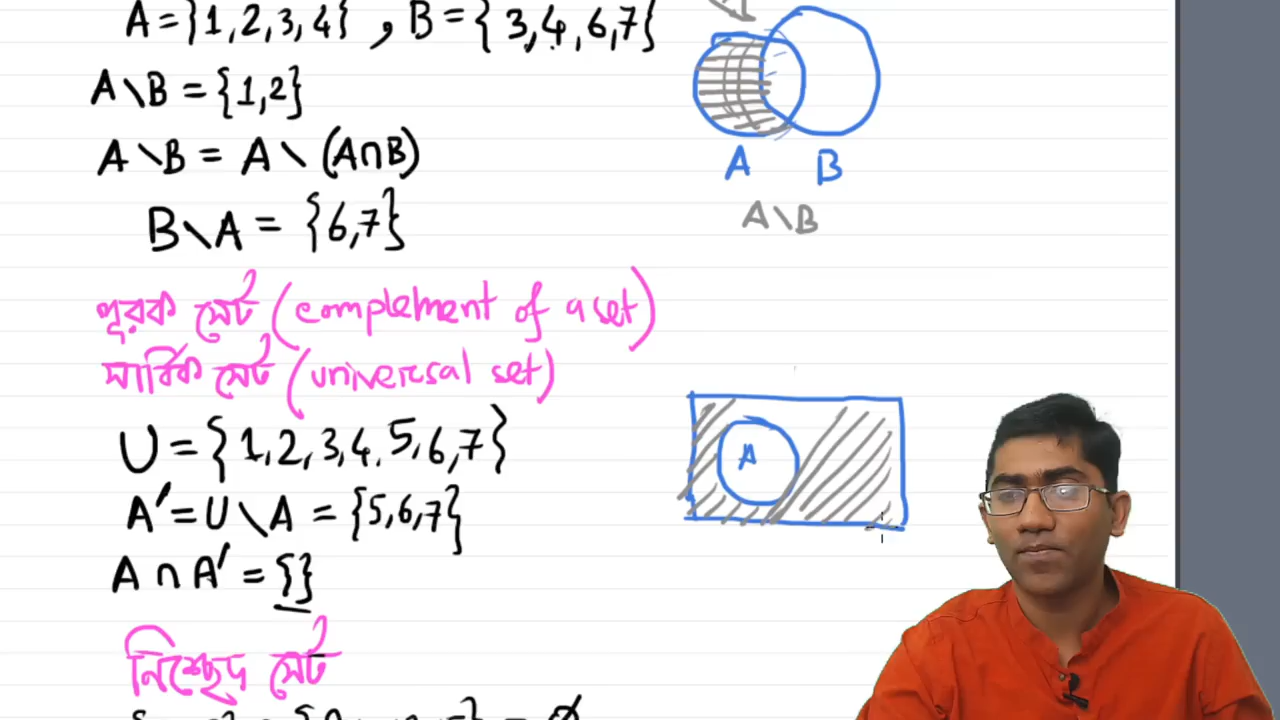 A = {1, 2, 3, 4} , B = { 3, 4, 6, 7}
A \ B = {1, 2}
A \ B = A \ (A ∩ B)
B \ A = {6, 7}
A B
A \ B
পূরক সেট (complement of a set)
সার্বিক সেট (universal set)
U = {1, 2, 3, 4, 5, 6, 7}
A' = U \ A = {5, 6, 7}
A ∩ A' = {}
A
নিশ্ছেদ সেট